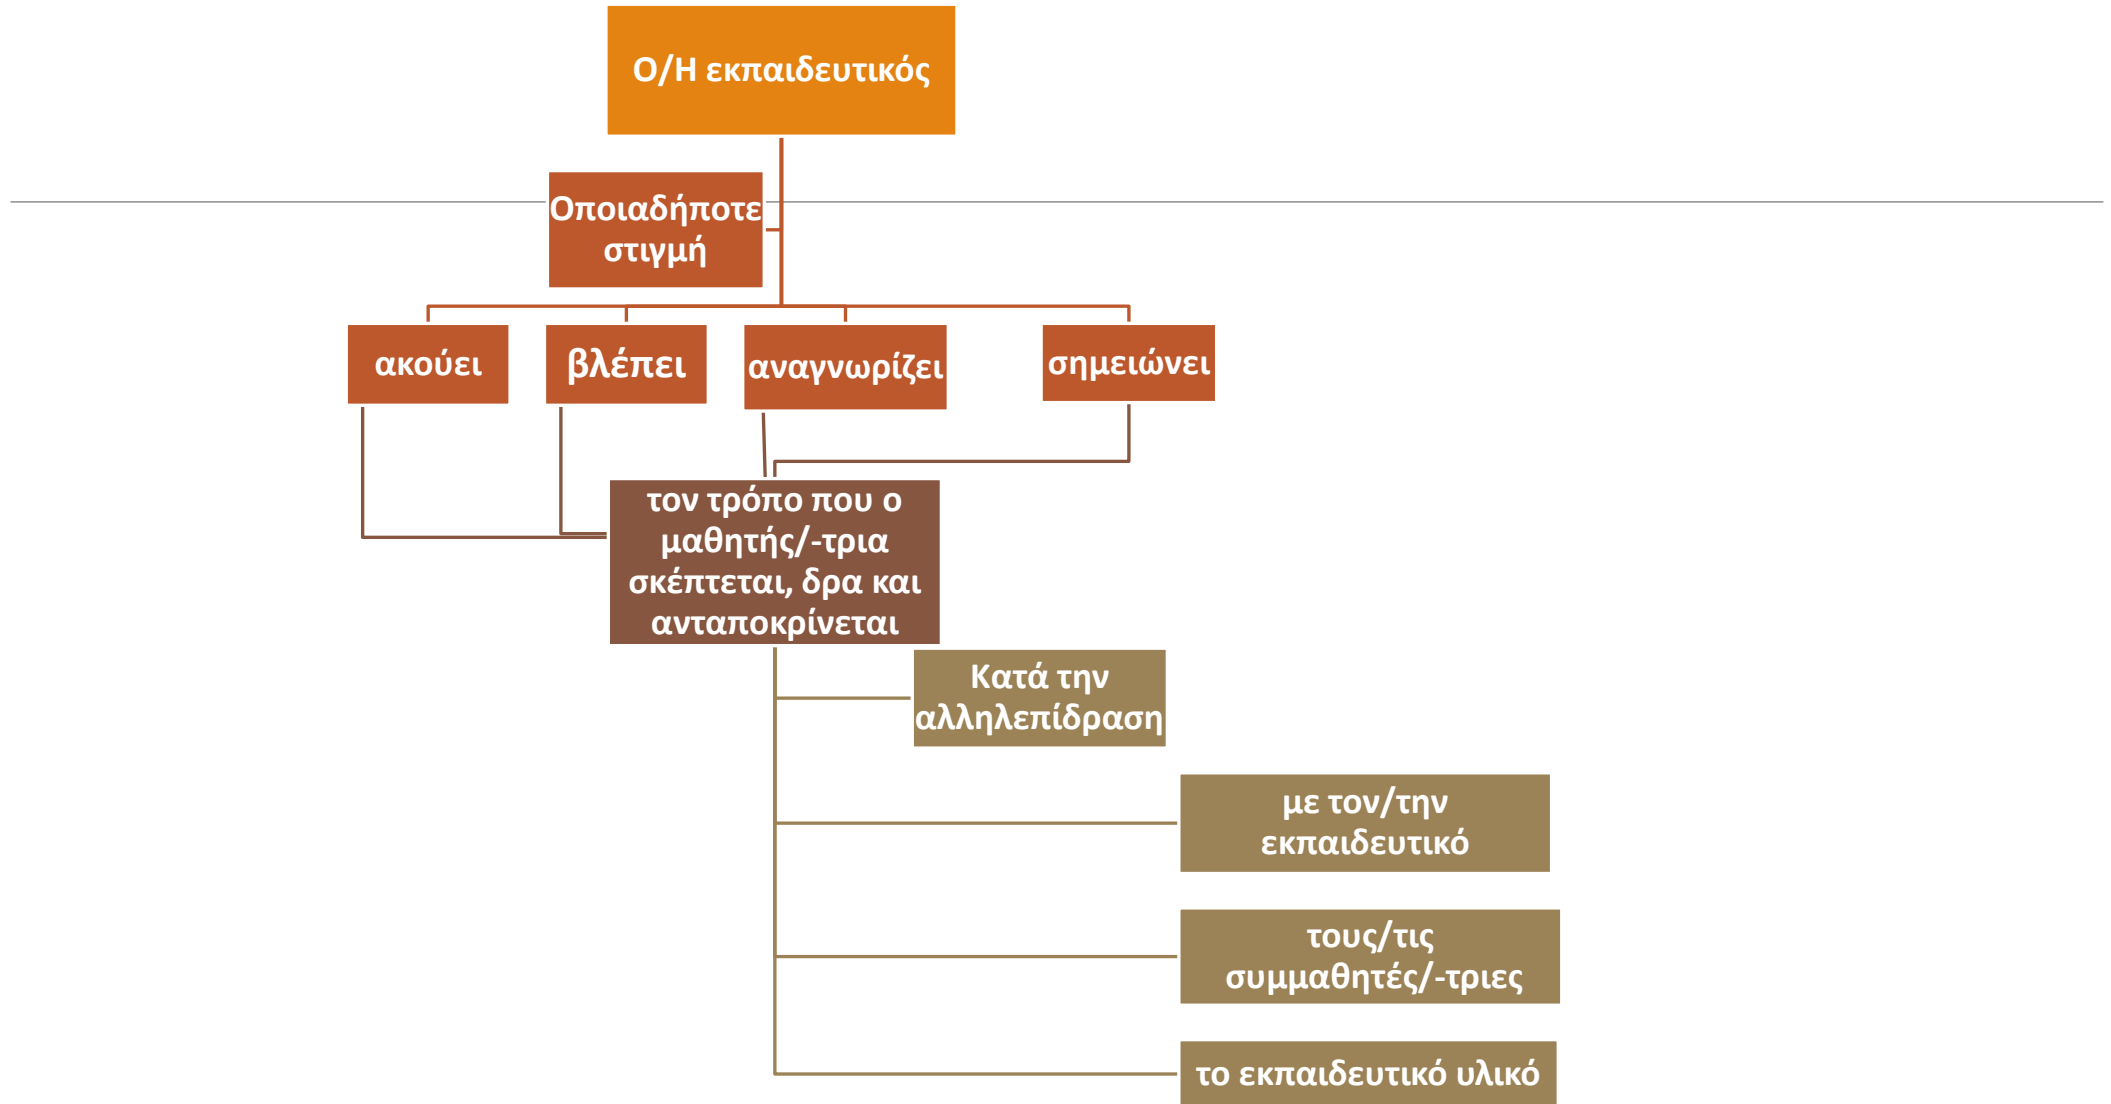 Ο/Η εκπαιδευτικός
Οποιαδήποτε
στιγμή
ακούει
βλέπει
αναγνωρίζει
σημειώνει
τον τρόπο που ο
μαθητής/-τρια
σκέπτεται, δρα και
ανταποκρίνεται
Κατά την
αλληλεπίδραση
με τον/την
εκπαιδευτικό
τους/τις
συμμαθητές/-τριες
το εκπαιδευτικό υλικό